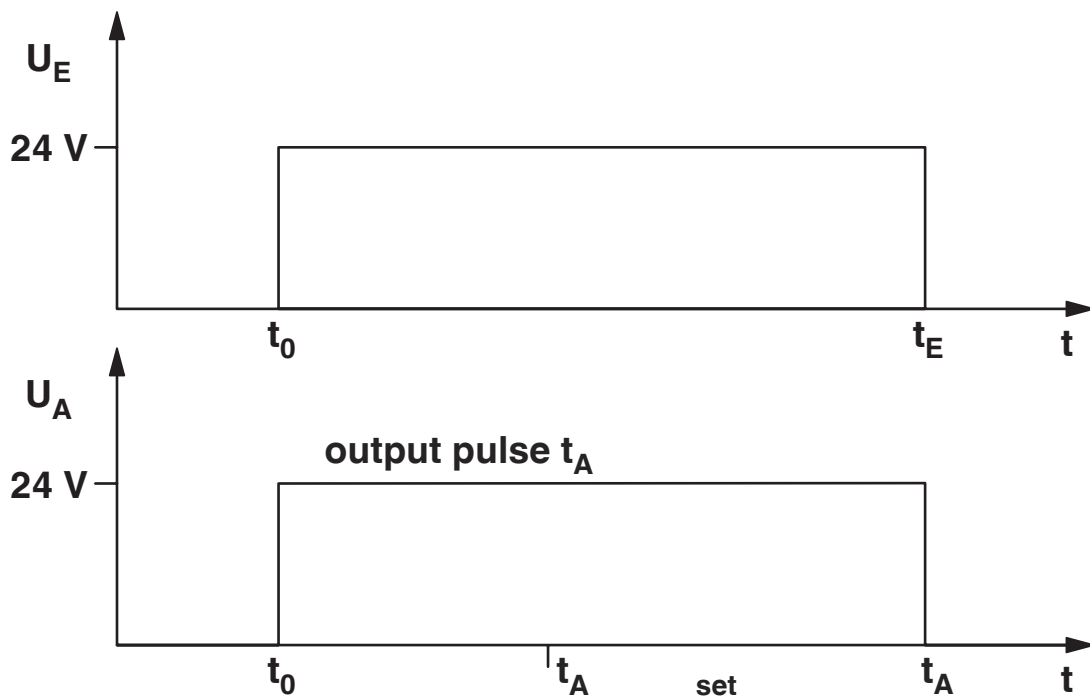 U_E
24 V
t_0 t_E t
U_A
output pulse t_A
24 V
t_0 t_A set t_A t